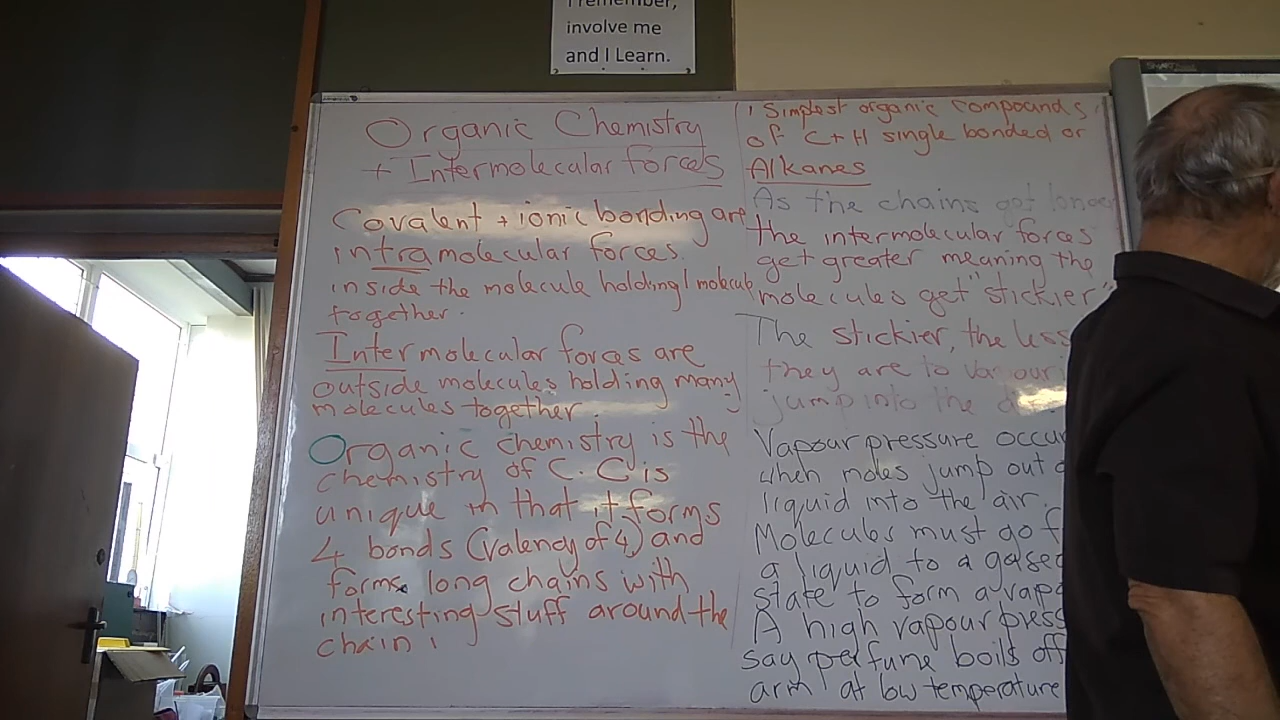 I remember,
involve me
and I Learn.
Organic Chemistry
+ Intermolecular forces
Covalent + ionic bonding are
intramolecular forces.
inside the molecule holding 1 molecule
together.
Intermolecular forces are
outside molecules holding many
molecules together.
Organic chemistry is the
chemistry of C. C is
unique in that it forms
4 bonds (valency of 4) and
forms long chains with
interesting stuff around the
chain.
Simplest organic compounds
of C + H single bonded or
Alkanes
As the chains get longer
the intermolecular forces
get greater meaning the
molecules get "stickier"
The stickier, the less
they are to
jump into the
Vapour pressure occur
when moles jump out o
liquid into the air.
Molecules must go f
a liquid to a gased
state to form a vapo
A high vapour press
say perfume boils off
arm at low temperature
SMART